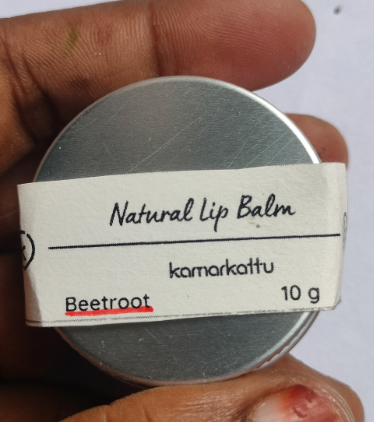 Natural Lip Balm
kamarkattu
Beetroot 10 g